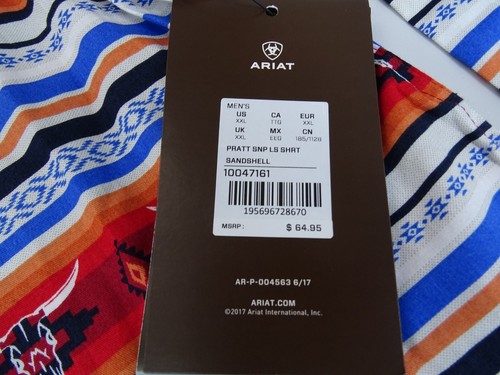 ARIAT
MEN'S
US CA EUR
XXL TTG XXL
UK MX CN
XXL EEG 185/112B
PRATT SNP LS SHRT
SANDSHELL
10047161
195696728670
MSRP: $ 64.95
AR-P-004563 6/17
ARIAT.COM
©2017 Ariat International, Inc.